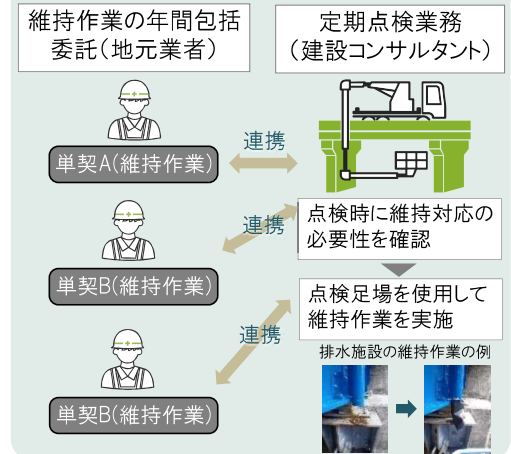 維持作業の年間包括
委託（地元業者）
定期点検業務
（建設コンサルタント）
連携
単契A(維持作業)
点検時に維持対応の
必要性を確認
連携
単契B(維持作業)
点検足場を使用して
維持作業を実施
連携
排水施設の維持作業の例
単契B(維持作業)